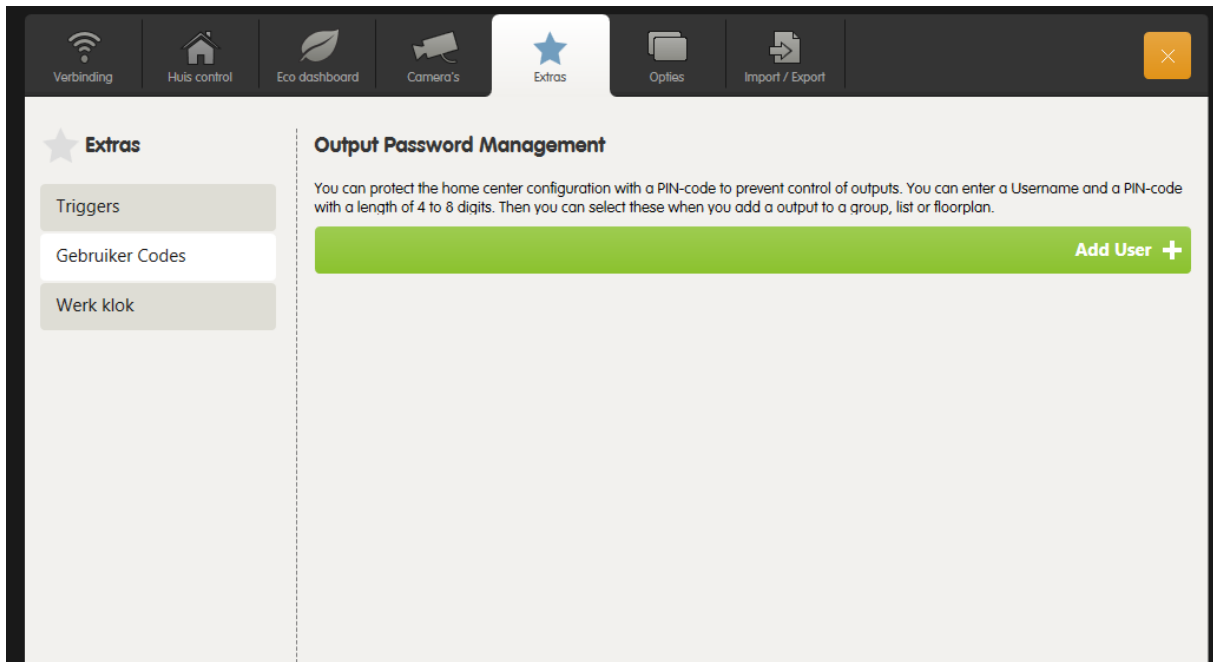 Verbinding
Huis control
Eco dashboard
Camera's
Extras
Opties
Import / Export
Extras
Triggers
Gebruiker Codes
Werk klok
Output Password Management
You can protect the home center configuration with a PIN-code to prevent control of outputs. You can enter a Username and a PIN-code
with a length of 4 to 8 digits. Then you can select these when you add a output to a group, list or floorplan.
Add User